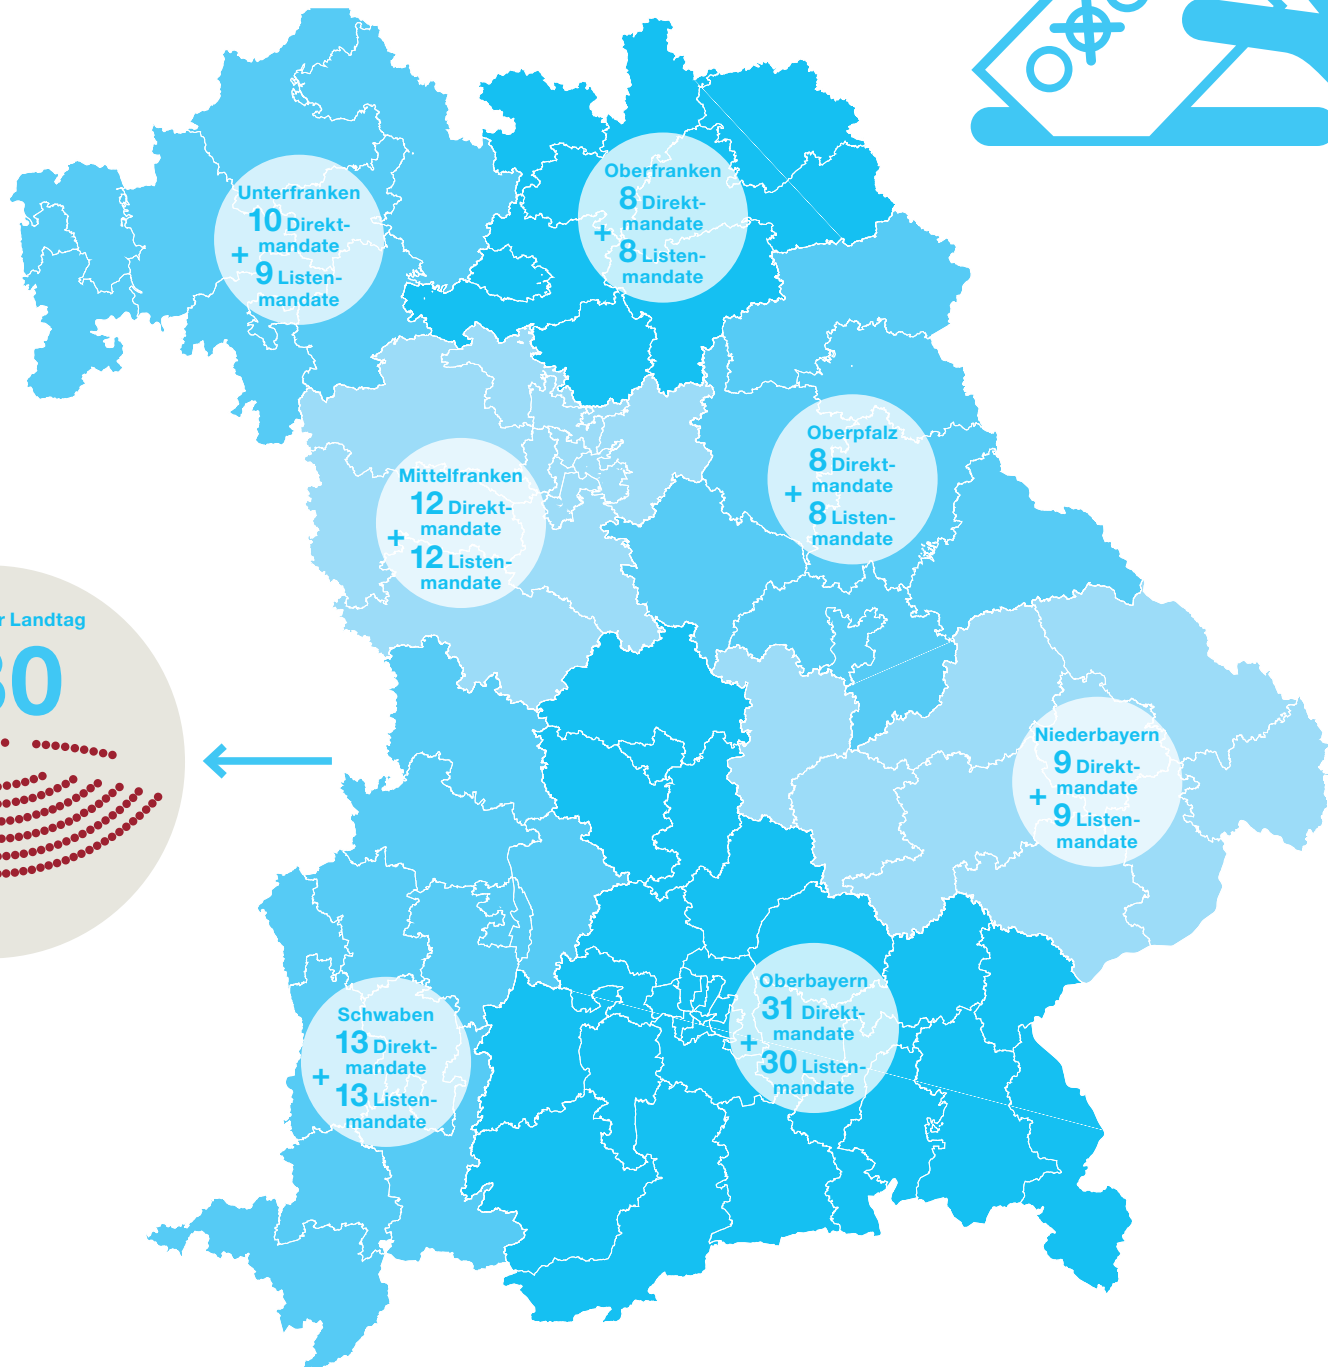 Oberfranken
8 Direkt-
mandate
+
8 Listen-
mandate
Unterfranken
10 Direkt-
mandate
+
9 Listen-
mandate
Oberpfalz
8 Direkt-
mandate
+
8 Listen-
mandate
Mittelfranken
12 Direkt-
mandate
+
12 Listen-
mandate
Landtag
Niederbayern
9 Direkt-
mandate
+
9 Listen-
mandate
Oberbayern
31 Direkt-
mandate
+
30 Listen-
mandate
Schwaben
13 Direkt-
mandate
+
13 Listen-
mandate